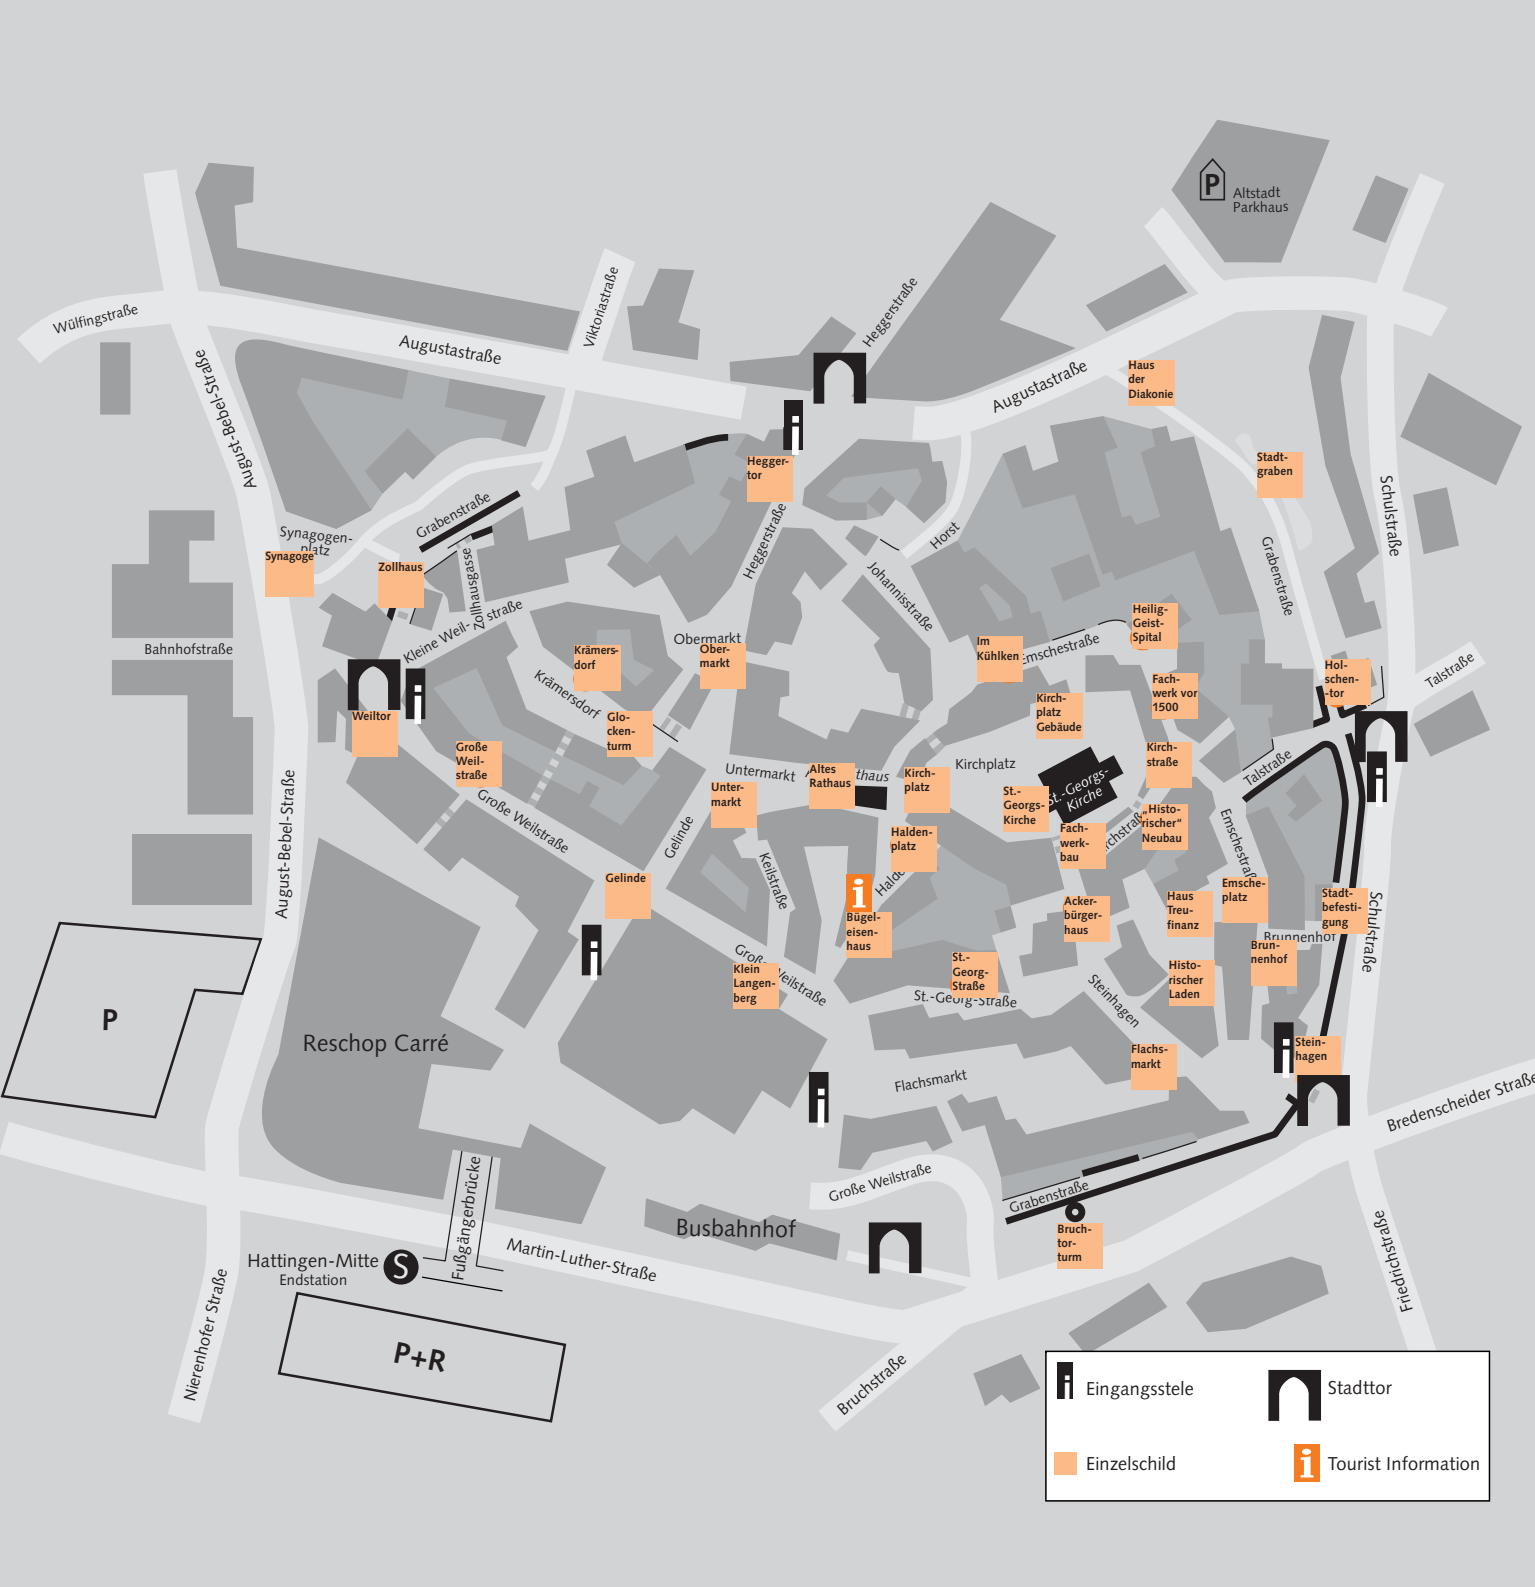 P
Altstadt
Parkhaus
Heggerstraße
Viktoriastraße
Wülfingstraße
Augustastraße
Augustastraße
August-Bebel-Straße
Haus
der
Diakonie
Stadt-
graben
Hegger-
tor
Schulstraße
Grabenstraße
Synagogen-
platz
Synagoge
Zollhaus
Zollhausgasse
Heggerstraße
Horst
Johannisstraße
Grabenstraße
Heilig-
Geist-
Spital
Im
Kühlken
Emschestraße
Kleine Weil-
straße
Bahnhofstraße
Obermarkt
Ober-
markt
Krämers-
dorf
Krämersdorf
Glo-
cken-
turm
Weiltor
Große
Weil-
straße
Große Weilstraße
Fach-
werk vor
1500
Kirch-
platz
Gebäude
Hol-
schen-
-tor
Talstraße
Talstraße
Kirch-
straße
Kirchplatz
Untermarkt
Unter-
markt
Altes
Rathaus
Kirch-
platz
St.-
Georgs-
Kirche
St.-Georgs-
Kirche
"Histo-
rischer"
Neubau
Fach-
werk-
bau
Emschestraße
Halden-
platz
Gelinde
Gelinde
Keilstraße
August-Bebel-Straße
Bügel-
eisen-
haus
Acker-
bürger-
haus
Haus
Treu-
finanz
Emsche-
platz
Stadt-
befesti-
gung
Schulstraße
Brunnenhof
Brun-
nenhof
Klein
Langen-
berg
St.-
Georg-
Straße
St.-Georg-Straße
Histo-
rischer
Laden
Steinhagen
Stein-
hagen
P
Reschop Carré
Flachsmarkt
Flachs-
markt
Bredenscheider Straße
Große Weilstraße
Grabenstraße
Bruch-
tor-
turm
Fußgängerbrücke
Busbahnhof
Hattingen-Mitte
Endstation
S
Martin-Luther-Straße
Friedrichstraße
Nierenhofer Straße
P+R
Bruchstraße
Eingangsstele
Stadttor
Einzelschild
Tourist Information